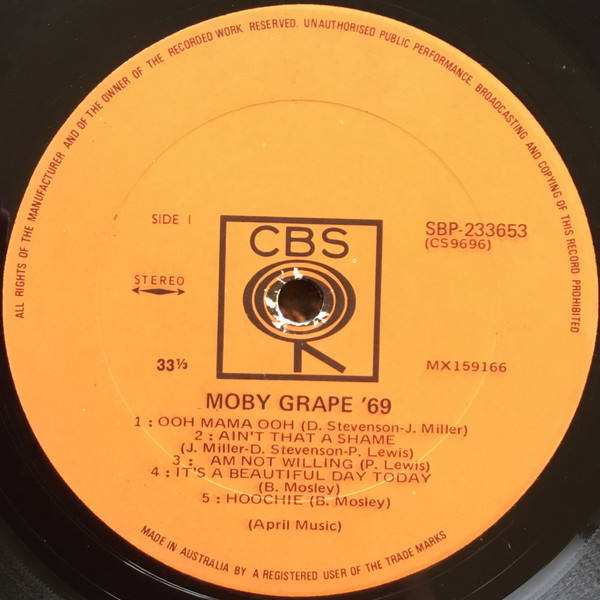 ALL RIGHTS OF THE MANUFACTURER AND OF THE OWNER OF THE RECORDED WORK RESERVED. UNAUTHORISED PUBLIC PERFORMANCE, BROADCASTING AND COPYING OF THIS RECORD PROHIBITED
SIDE 1
CBS
SBP-233653
(CS9696)
STEREO
33⅓
MX159166
MOBY GRAPE '69
1 : OOH MAMA OOH (D. Stevenson-J. Miller)
2 : AIN'T THAT A SHAME
(J. Miller-D. Stevenson-P. Lewis)
3 : AM NOT WILLING (P. Lewis)
4 : IT'S A BEAUTIFUL DAY TODAY
(B. Mosley)
5 : HOOCHIE (B. Mosley)
(April Music)
MADE IN AUSTRALIA BY A REGISTERED USER OF THE TRADE MARKS